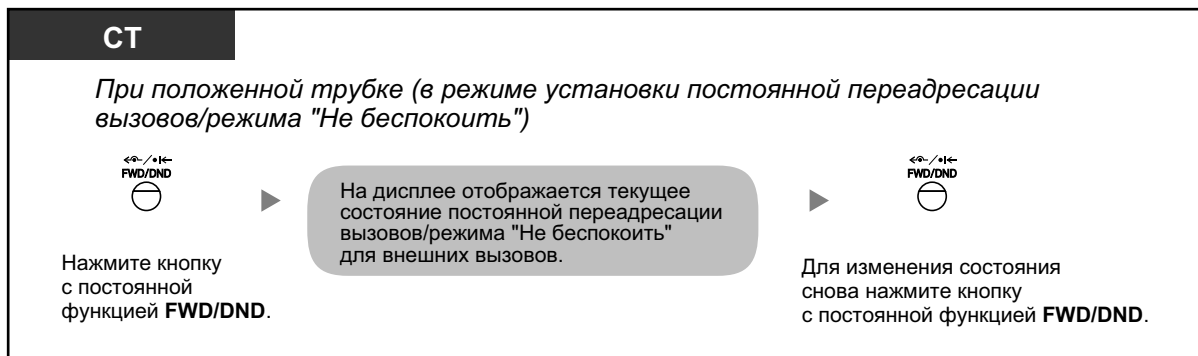 СТ
При положенной трубке (в режиме установки постоянной переадресации
вызовов/режима "Не беспокоить")
FWD/DND
FWD/DND
На дисплее отображается текущее
состояние постоянной переадресации
вызовов/режима "Не беспокоить"
для внешних вызовов.
Нажмите кнопку
с постоянной
функцией FWD/DND.
Для изменения состояния
снова нажмите кнопку
с постоянной функцией FWD/DND.